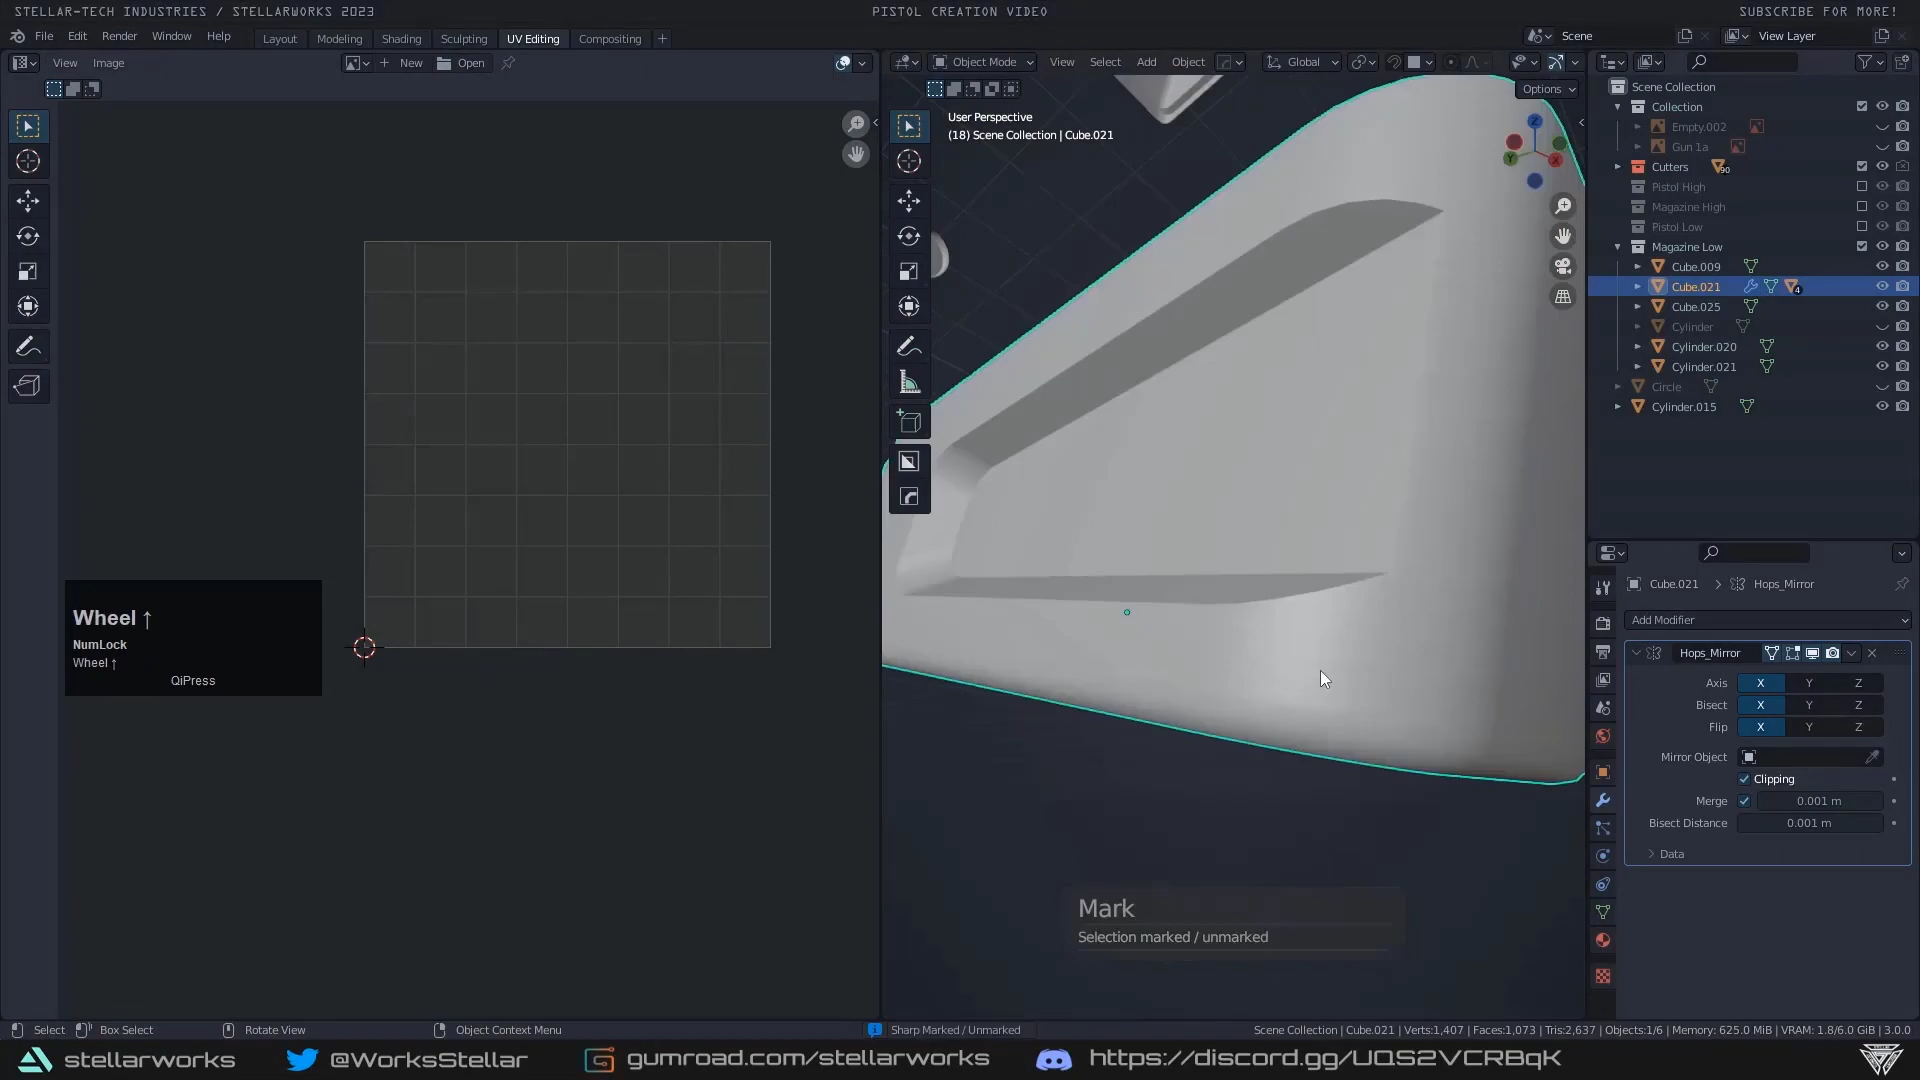 STELLAR-TECH INDUSTRIES / STELLARWORKS 2023
PISTOL CREATION VIDEO
SUBSCRIBE FOR MORE!
File Edit Render Window Help
Layout Modeling Shading Sculpting UV Editing Compositing
Scene
View Layer
View Image
New
Open
Object Mode
View Select Add Object
Global
Options
User Perspective
(18) Scene Collection | Cube.021
Scene Collection
Collection
Empty.002
Gun 1a
Cutters
90
Pistol High
Magazine High
Pistol Low
Magazine Low
Cube.009
Cube.021
4
Cube.025
Cylinder
Cylinder.020
Cylinder.021
Circle
Cylinder.015
Z
Y
X
Wheel ↑
NumLock
Wheel ↑
QiPress
Mark
Selection marked / unmarked
Cube.021 > Hops_Mirror
Add Modifier
Hops_Mirror
Axis X Y Z
Bisect X Y Z
Flip X Y Z
Mirror Object
Clipping
Merge 0.001 m
Bisect Distance 0.001 m
Data
Select
Box Select
Rotate View
Object Context Menu
Sharp Marked / Unmarked
Scene Collection | Cube.021 | Verts:1,407 | Faces:1,073 | Tris:2,637 | Objects:1/6 | Memory: 625.0 MiB | VRAM: 1.8/6.0 GiB | 3.0.0
stellarworks
@WorksStellar
gumroad.com/stellarworks
https://discord.gg/UQS2VCRBqK